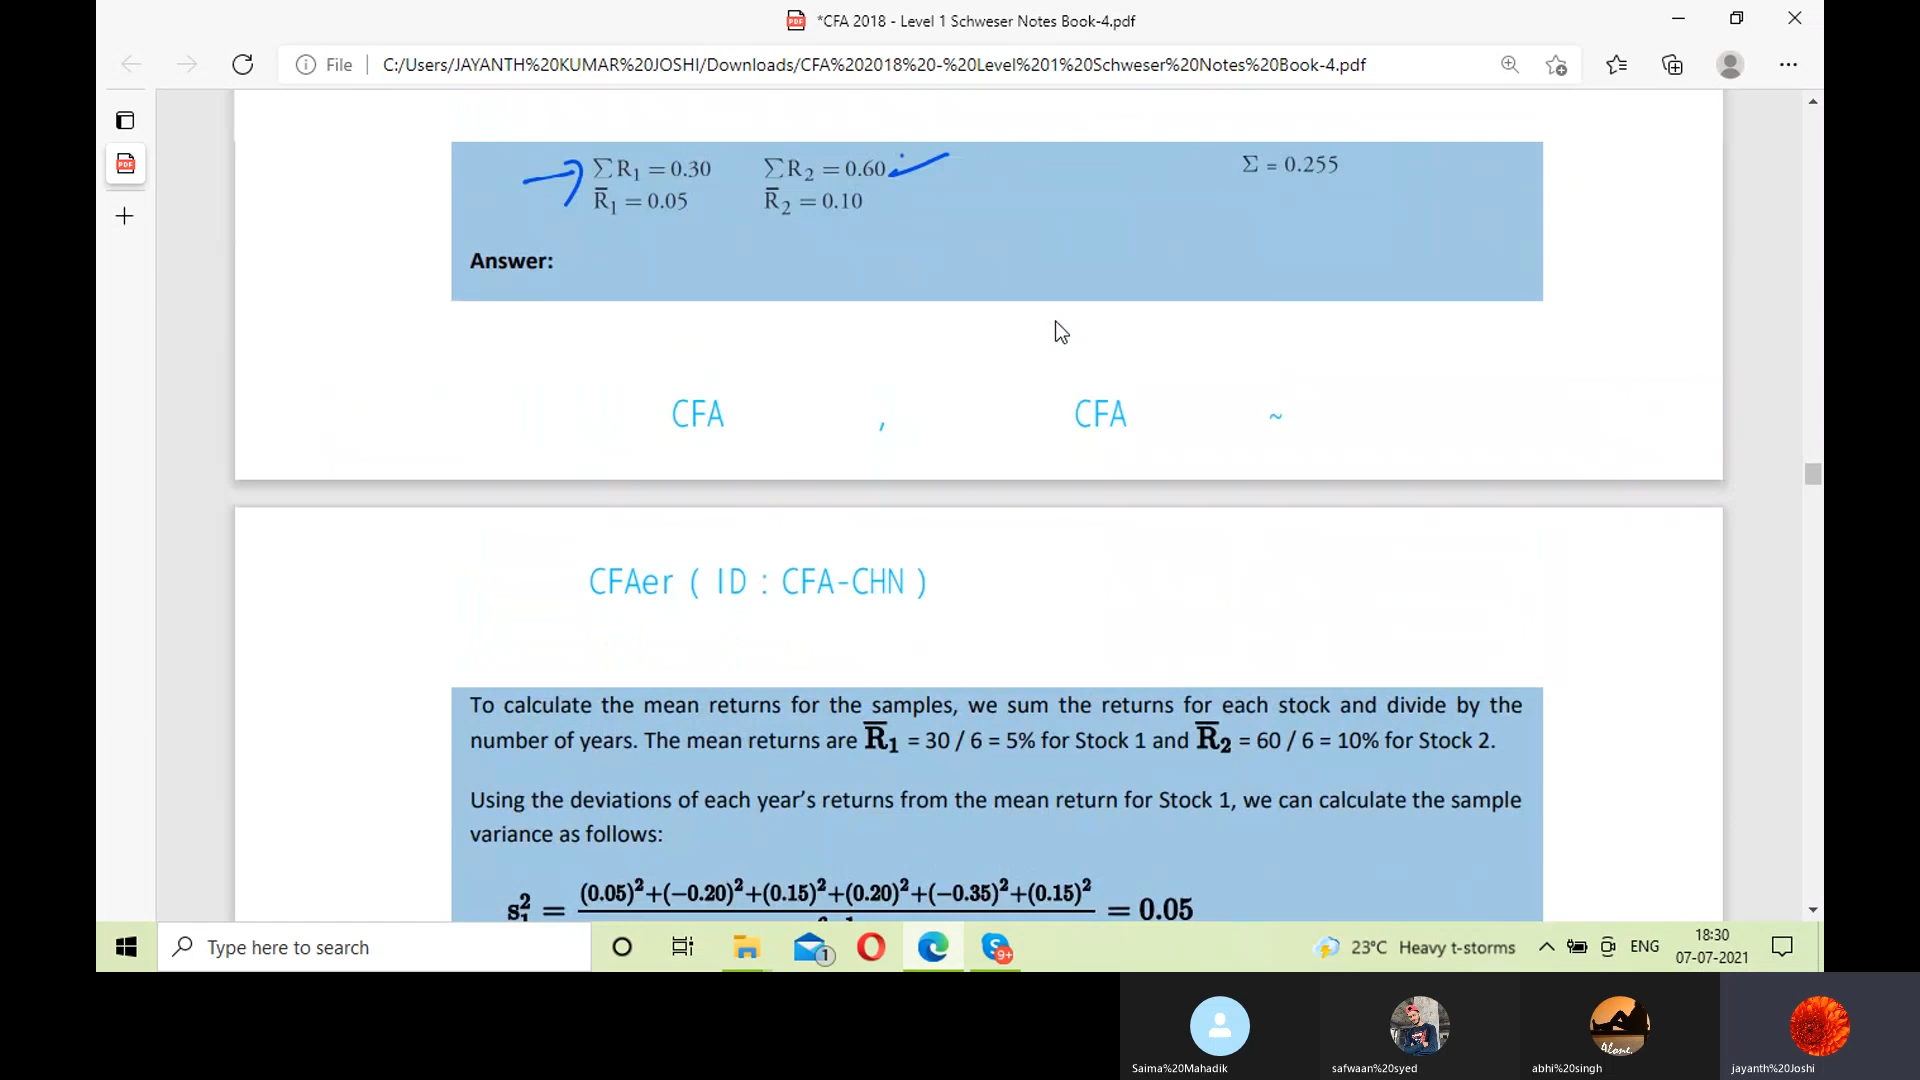 *CFA 2018 - Level 1 Schweser Notes Book-4.pdf
File | C:/Users/JAYANTH%20KUMAR%20JOSHI/Downloads/CFA%202018%20-%20Level%201%20Schweser%20Notes%20Book-4.pdf
∑R₁ = 0.30 ∑R₂ = 0.60 Σ = 0.255
R̅₁ = 0.05 R̅₂ = 0.10
Answer:
CFA , CFA ~
CFAer ( ID : CFA-CHN )
To calculate the mean returns for the samples, we sum the returns for each stock and divide by the
number of years. The mean returns are R̅₁ = 30 / 6 = 5% for Stock 1 and R̅₂ = 60 / 6 = 10% for Stock 2.
Using the deviations of each year’s returns from the mean return for Stock 1, we can calculate the sample
variance as follows:
s₁² = (0.05)²+(−0.20)²+(0.15)²+(0.20)²+(−0.35)²+(0.15)² = 0.05
Type here to search
1
9+
23°C Heavy t-storms
ENG
18:30
07-07-2021
Alone.
Saima%20Mahadik
safwaan%20syed
abhi%20singh
jayanth%20Joshi